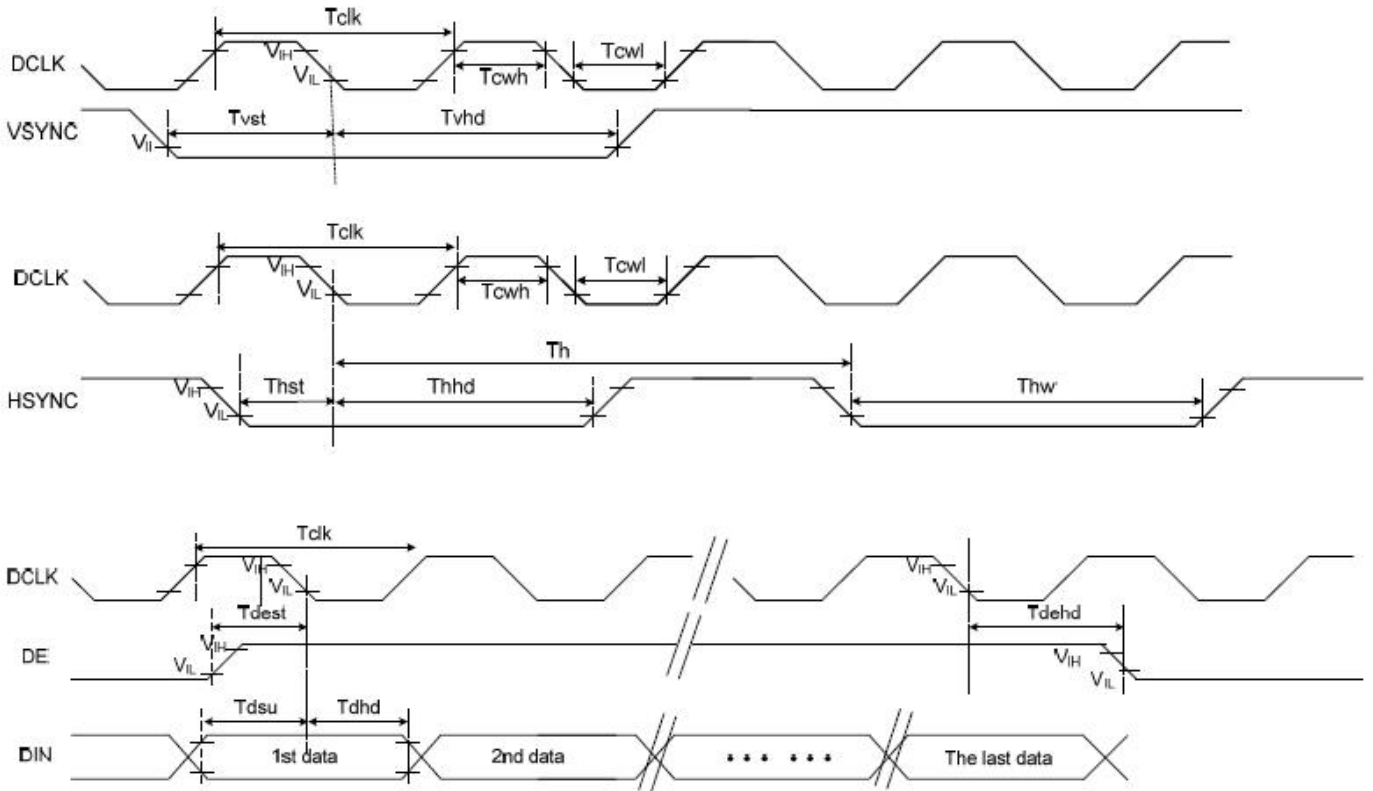 Tclk
DCLK VIH VIL Tcwh Tcwl
VSYNC VIl Tvst Tvhd
Tclk
DCLK VIH VIL Tcwh Tcwl
Th
HSYNC VIH VIL Thst Thhd Thw
Tclk
DCLK VIH VIL VIH VIL
Tdest Tdehd
DE VIH VIL VIH VIL
Tdsu Tdhd
DIN 1st data 2nd data ... ... The last data